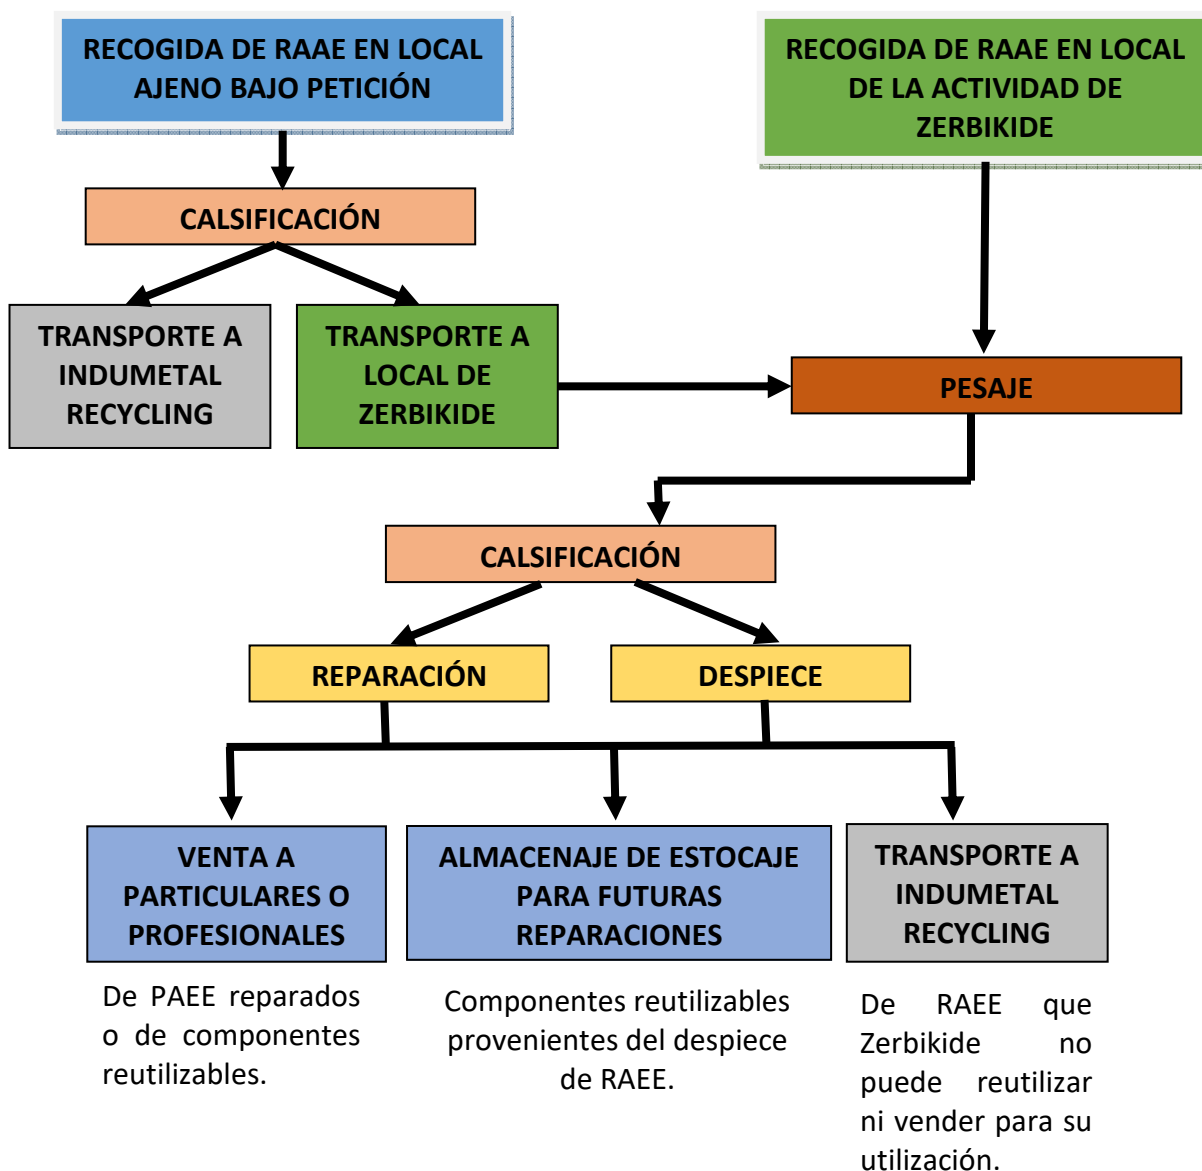 RECOGIDA DE RAAE EN LOCAL
AJENO BAJO PETICIÓN
RECOGIDA DE RAAE EN LOCAL
DE LA ACTIVIDAD DE
ZERBIKIDE
CALSIFICACIÓN
TRANSPORTE A
INDUMETAL
RECYCLING
TRANSPORTE A
LOCAL DE
ZERBIKIDE
PESAJE
CALSIFICACIÓN
REPARACIÓN
DESPIECE
VENTA A
PARTICULARES O
PROFESIONALES
ALMACENAJE DE ESTOCAJE
PARA FUTURAS
REPARACIONES
TRANSPORTE A
INDUMETAL
RECYCLING
De PAEE reparados
o de componentes
reutilizables.
Componentes reutilizables
provenientes del despiece
de RAEE.
De RAEE que
Zerbikide no
puede reutilizar
ni vender para su
utilización.